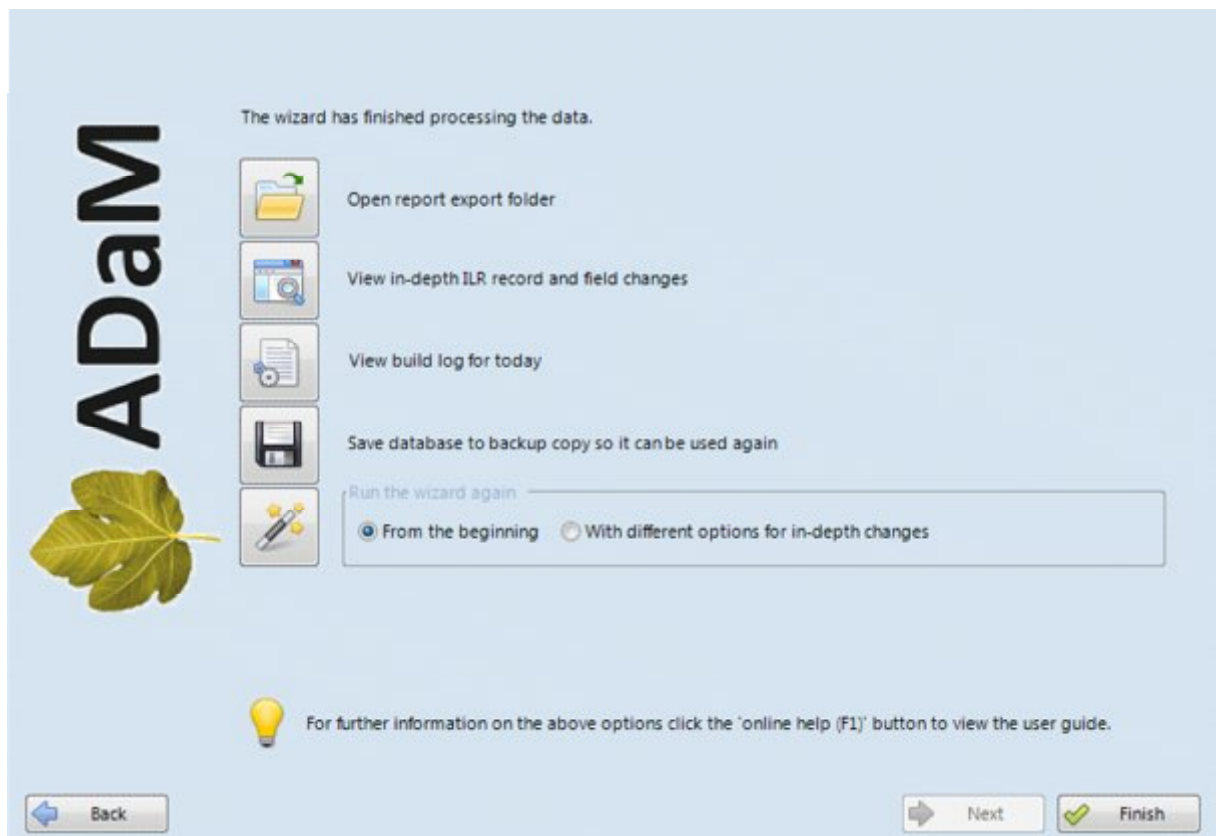 The wizard has finished processing the data.
ADaM
Open report export folder
View in-depth ILR record and field changes
View build log for today
Save database to backup copy so it can be used again
Run the wizard again
From the beginning With different options for in-depth changes
For further information on the above options click the 'online help (F1)' button to view the user guide.
Back Next Finish